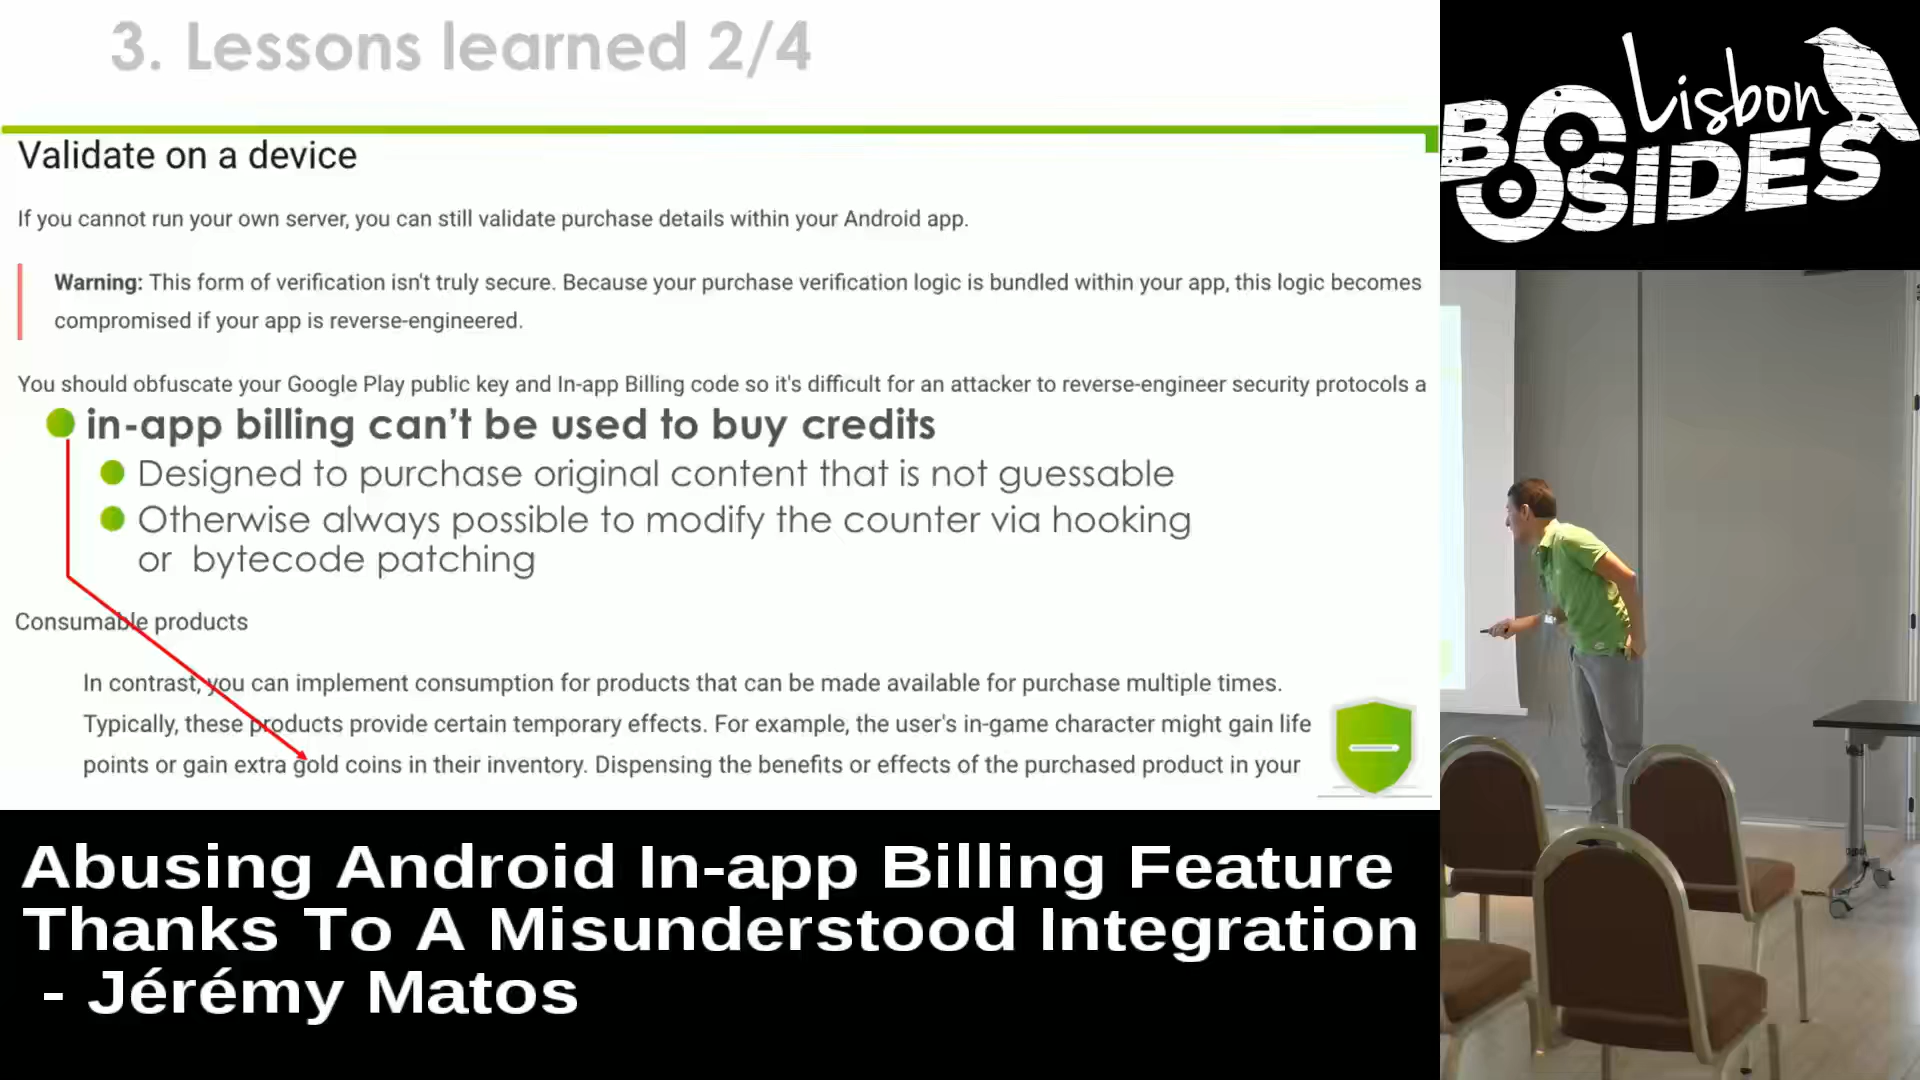 3. Lessons learned 2/4
Validate on a device
If you cannot run your own server, you can still validate purchase details within your Android app.
Warning: This form of verification isn't truly secure. Because your purchase verification logic is bundled within your app, this logic becomes
compromised if your app is reverse-engineered.
You should obfuscate your Google Play public key and In-app Billing code so it's difficult for an attacker to reverse-engineer security protocols a
in-app billing can't be used to buy credits
Designed to purchase original content that is not guessable
Otherwise always possible to modify the counter via hooking
or bytecode patching
Consumable products
In contrast, you can implement consumption for products that can be made available for purchase multiple times.
Typically, these products provide certain temporary effects. For example, the user's in-game character might gain life
points or gain extra gold coins in their inventory. Dispensing the benefits or effects of the purchased product in your
Lisbon
BSIDES
Abusing Android In-app Billing Feature
Thanks To A Misunderstood Integration
- Jérémy Matos